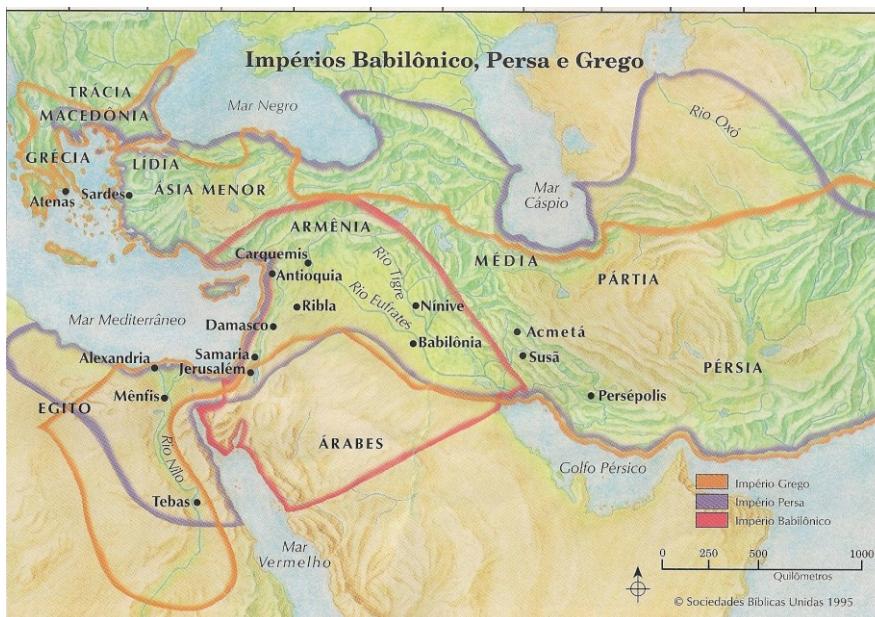 Impérios Babilônico, Persa e Grego
TRÁCIA
MACEDÔNIA
Mar Negro
Rio Oxó
GRÉCIA
LÍDIA
ÁSIA MENOR
Atenas
Sardes
Mar
Cáspio
ARMÊNIA
Carquemis
Antioquia
Rio Tigre
MÉDIA
PÁRTIA
Ribla
Rio Eufrates
Nínive
Mar Mediterrâneo
Damasco
Acmetá
Babilônia
Susã
Alexandria
Samaria
Jerusalém
PÉRSIA
Mênfis
Persépolis
EGITO
Rio Nilo
ÁRABES
Golfo Pérsico
Tebas
Mar
Vermelho
Império Grego
Império Persa
Império Babilônico
0 250 500 1000
Quilômetros
© Sociedades Bíblicas Unidas 1995